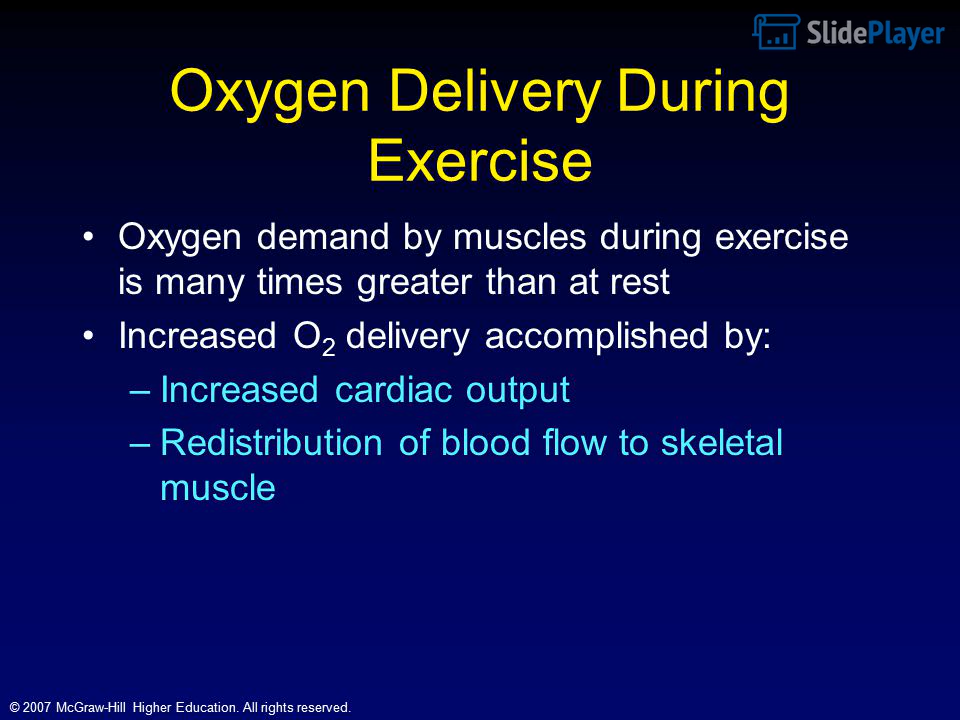 SlidePlayer
Oxygen Delivery During
Exercise
• Oxygen demand by muscles during exercise
is many times greater than at rest
• Increased O₂ delivery accomplished by:
– Increased cardiac output
– Redistribution of blood flow to skeletal
muscle
© 2007 McGraw-Hill Higher Education. All rights reserved.